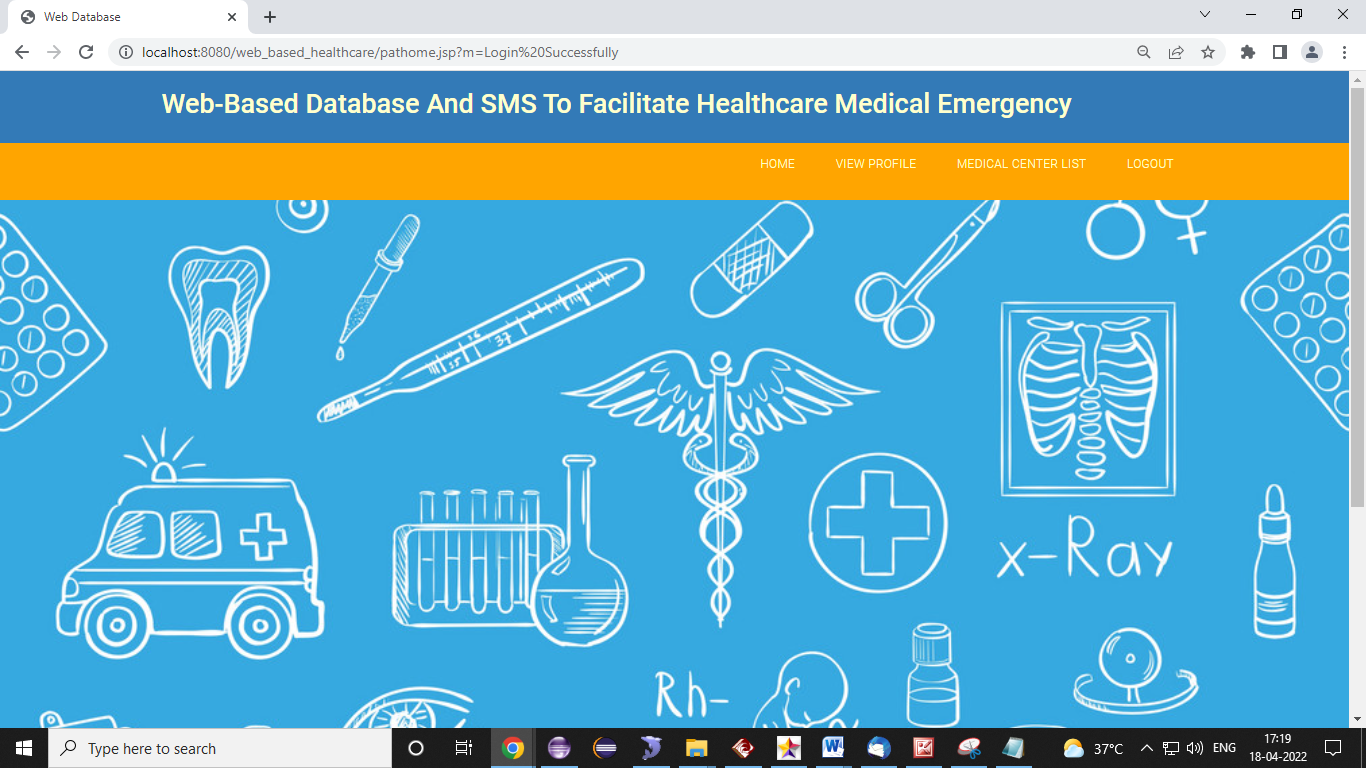 Web Database
localhost:8080/web_based_healthcare/pathome.jsp?m=Login%20Successfully
Web-Based Database And SMS To Facilitate Healthcare Medical Emergency
HOME VIEW PROFILE MEDICAL CENTER LIST LOGOUT
37
x-Ray
Rh-
Type here to search
37°C
ENG
17:19
18-04-2022